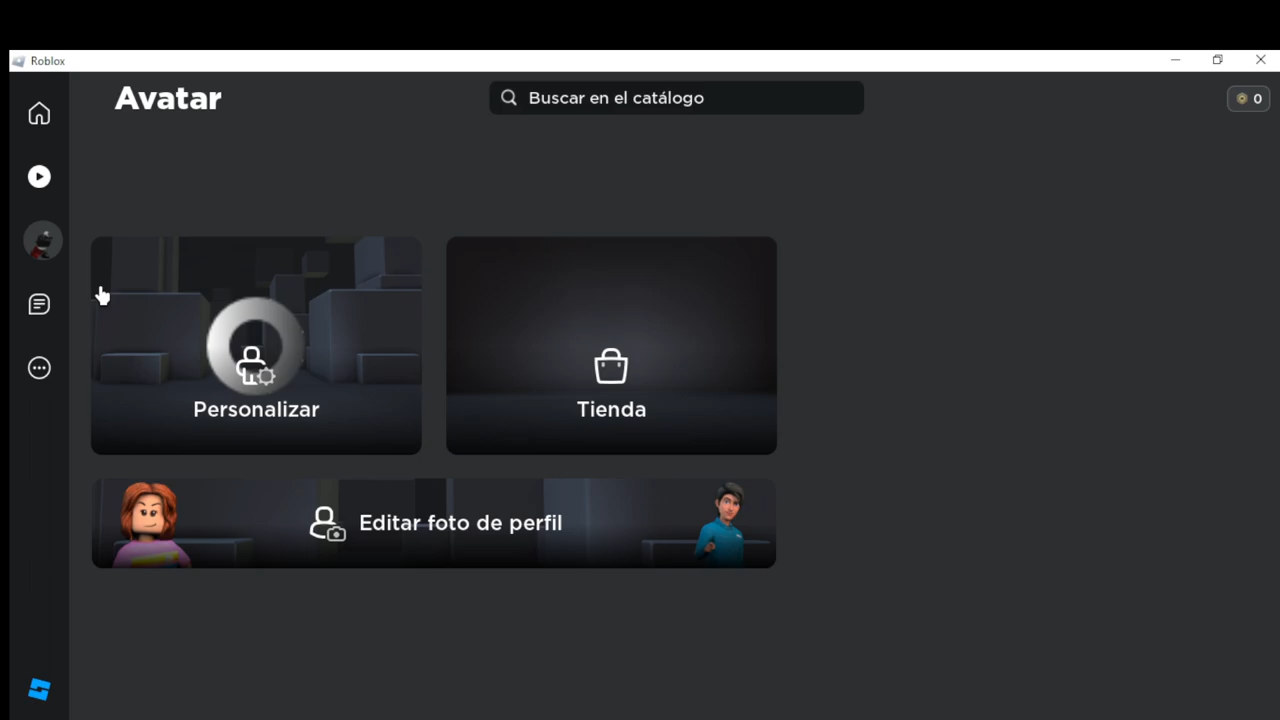 Roblox
Avatar
Buscar en el catálogo
0
Personalizar
Tienda
Editar foto de perfil